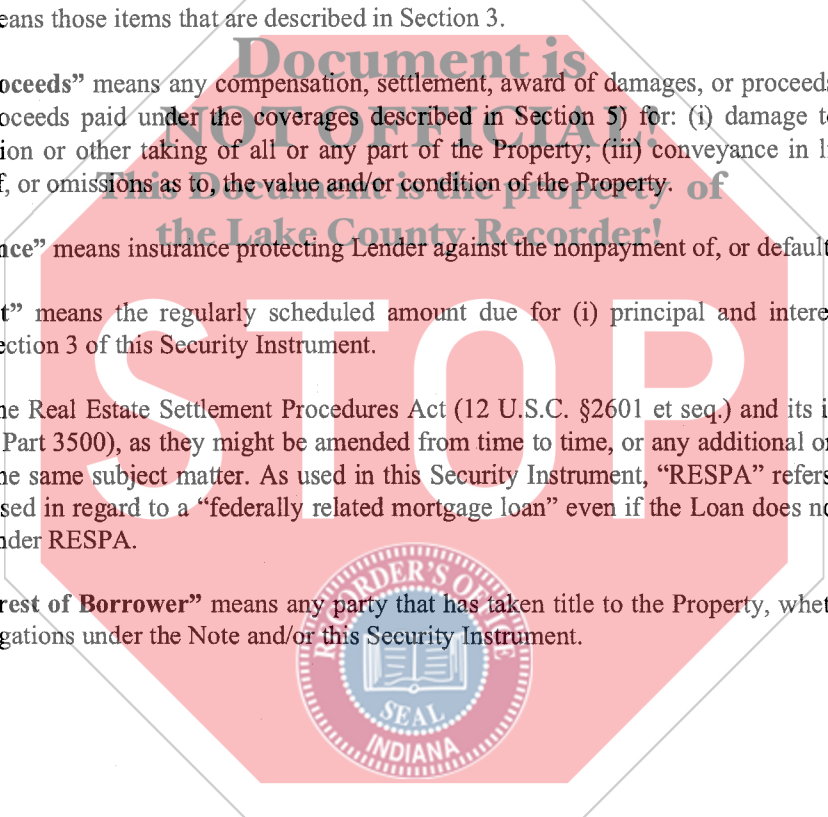 eans those items that are described in Section 3.
Document is
oceeds” means any compensation, settlement, award of damages, or proceeds
oceeds paid under the coverages described in Section 5) for: (i) damage to
NOT OFFICIAL!
ion or other taking of all or any part of the Property; (iii) conveyance in li
f, or omissions as to, the value and/or condition of the Property.
This Document is the property of
the Lake County Recorder!
nce” means insurance protecting Lender against the nonpayment of, or default
t” means the regularly scheduled amount due for (i) principal and intere
ection 3 of this Security Instrument.
STOP
he Real Estate Settlement Procedures Act (12 U.S.C. §2601 et seq.) and its i
Part 3500), as they might be amended from time to time, or any additional or
he same subject matter. As used in this Security Instrument, “RESPA” refers
sed in regard to a “federally related mortgage loan” even if the Loan does no
nder RESPA.
rest of Borrower” means any party that has taken title to the Property, whet
gations under the Note and/or this Security Instrument.
RECORDER'S OFFICE
SEAL
INDIANA